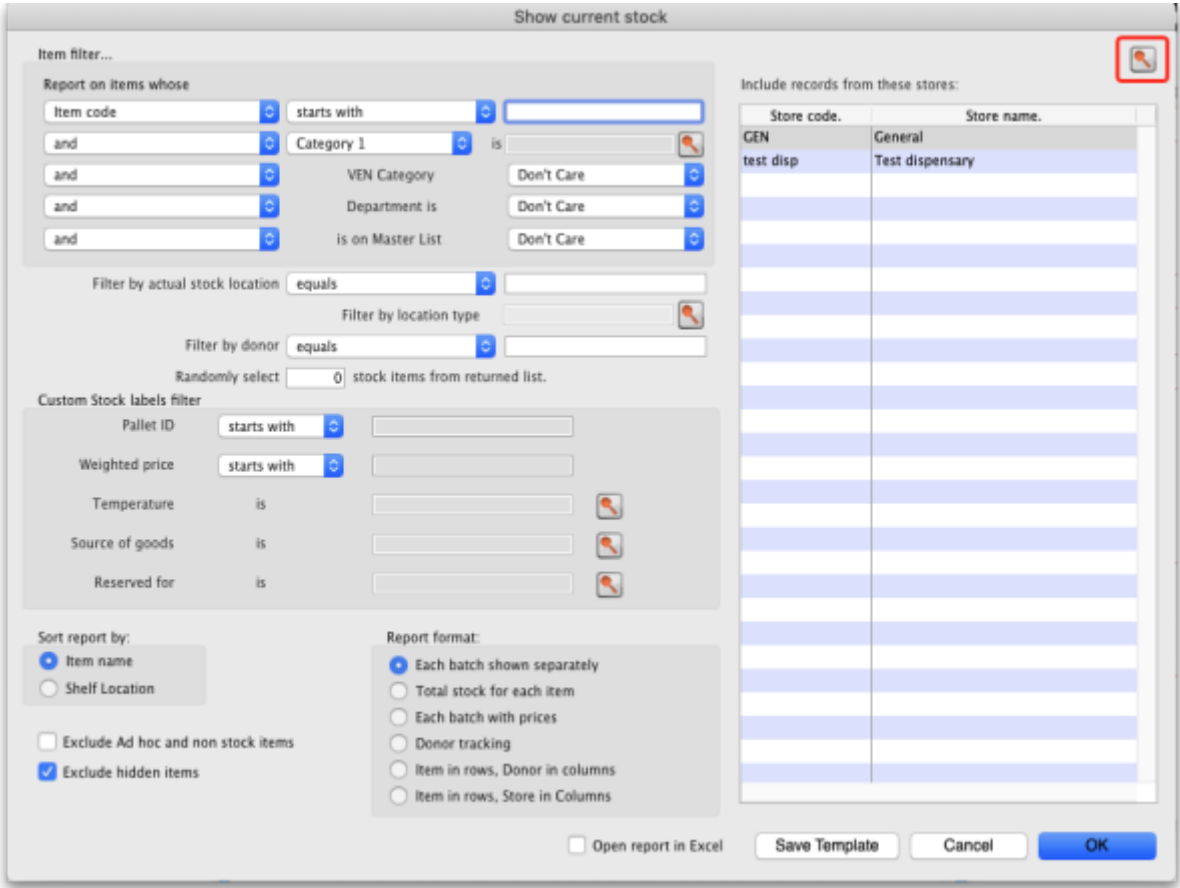 Show current stock
Item filter...
Report on items whose
Item code starts with
and Category 1 is
and VEN Category Don't Care
and Department is Don't Care
and is on Master List Don't Care
Filter by actual stock location equals
Filter by location type
Filter by donor equals
Randomly select 0 stock items from returned list.
Custom Stock labels filter
Pallet ID starts with
Weighted price starts with
Temperature is
Source of goods is
Reserved for is
Sort report by:
Item name
Shelf Location
Exclude Ad hoc and non stock items
Exclude hidden items
Report format:
Each batch shown separately
Total stock for each item
Each batch with prices
Donor tracking
Item in rows, Donor in columns
Item in rows, Store in Columns
Include records from these stores:
Store code. Store name.
GEN General
test disp Test dispensary
Open report in Excel Save Template Cancel OK